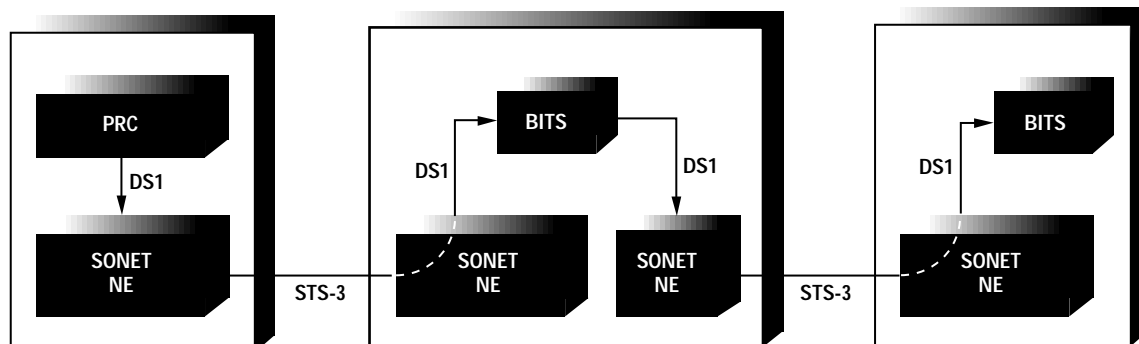 PRC
DS1
SONET
NE
STS-3
BITS
DS1
DS1
SONET
NE
SONET
NE
STS-3
BITS
DS1
SONET
NE